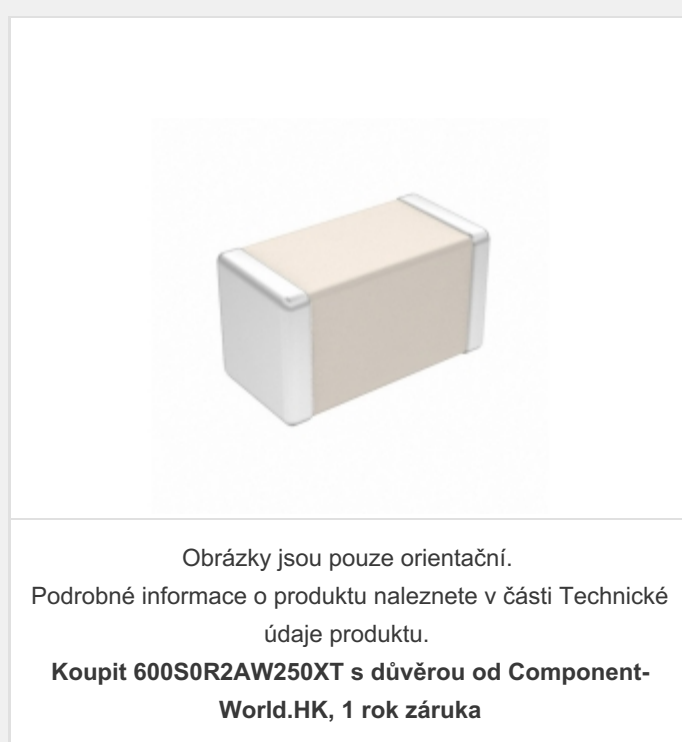 Obrázky jsou pouze orientační.
Podrobné informace o produktu naleznete v části Technické
údaje produktu.
Koupit 600S0R2AW250XT s důvěrou od Component-
World.HK, 1 rok záruka